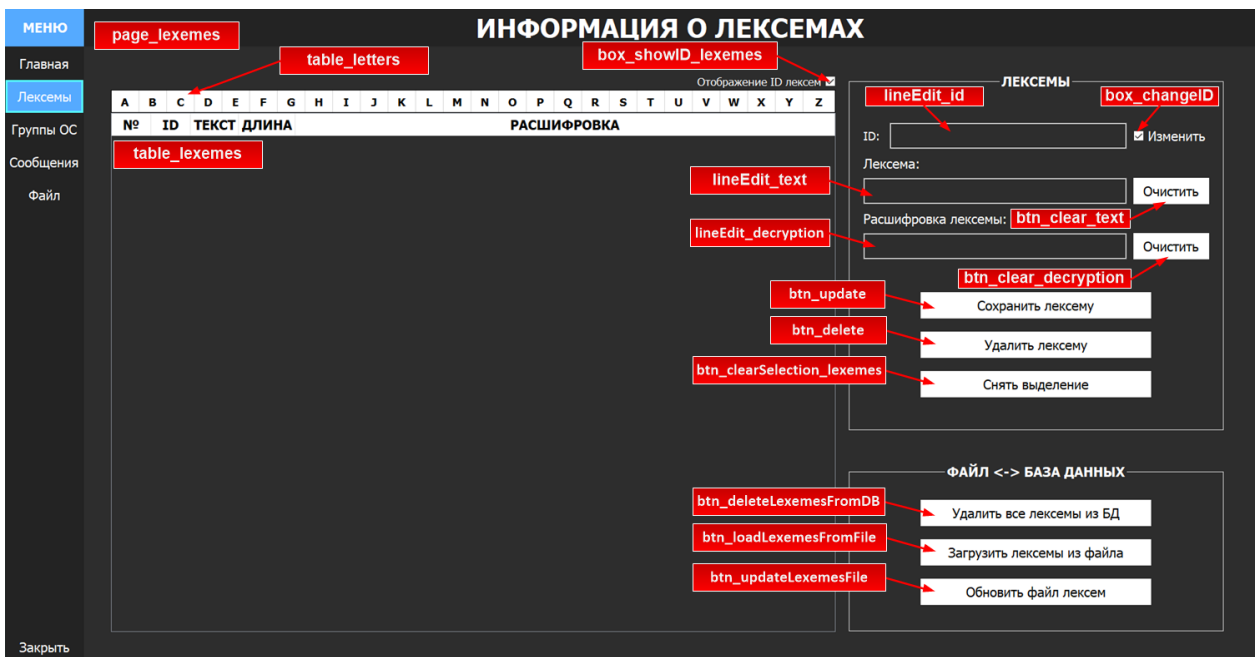 МЕНЮ
ИНФОРМАЦИЯ О ЛЕКСЕМАХ
page_lexemes
Главная
Лексемы
Группы ОС
Сообщения
Файл
Закрыть
table_letters
box_showID_lexemes
Отображение ID лексем
A B C D E F G H I J K L M N O P Q R S T U V W X Y Z
№ ID ТЕКСТ ДЛИНА РАСШИФРОВКА
table_lexemes
ЛЕКСЕМЫ
lineEdit_id
box_changeID
ID:
Изменить
Лексема:
lineEdit_text
Очистить
Расшифровка лексемы:
btn_clear_text
lineEdit_decryption
Очистить
btn_clear_decryption
btn_update
Сохранить лексему
btn_delete
Удалить лексему
btn_clearSelection_lexemes
Снять выделение
ФАЙЛ <-> БАЗА ДАННЫХ
btn_deleteLexemesFromDB
Удалить все лексемы из БД
btn_loadLexemesFromFile
Загрузить лексемы из файла
btn_updateLexemesFile
Обновить файл лексем